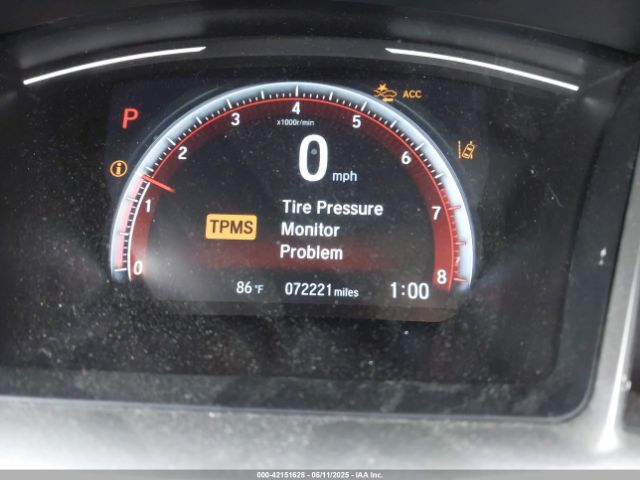 ACC
P
4
3
5
x1000r/min
2
6
0 mph
1
7
Tire Pressure
TPMS Monitor
Problem
0
8
86 °F 072221 miles 1:00
000-42151628 - 06/11/2025 - IAA Inc.